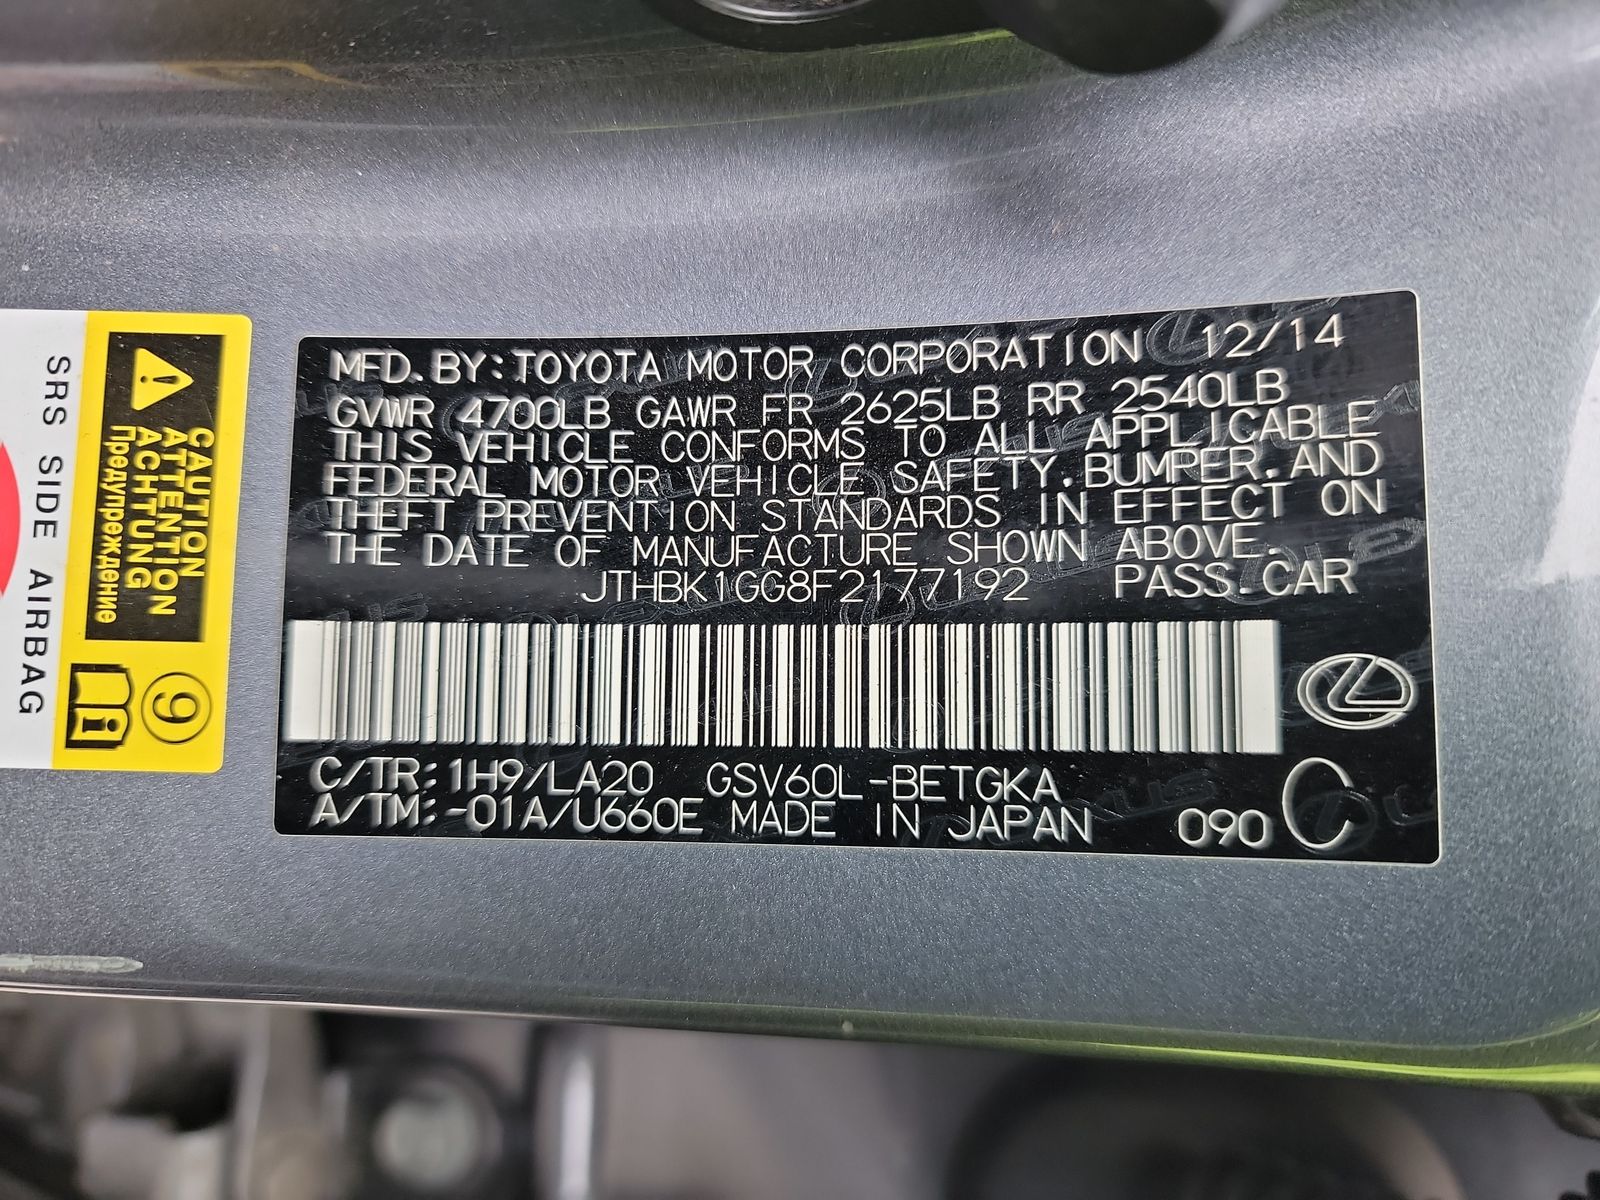 MFD. BY: TOYOTA MOTOR CORPORATION 12/14
GVWR 4700LB GAWR FR 2625LB RR 2540LB
THIS VEHICLE CONFORMS TO ALL APPLICABLE
FEDERAL MOTOR VEHICLE SAFETY, BUMPER, AND
THEFT PREVENTION STANDARDS IN EFFECT ON
THE DATE OF MANUFACTURE SHOWN ABOVE.
JTHBK1GG8F2177192 PASS. CAR
C/TR: 1H9/LA20 GSV60L-BETGKA
A/TM: -01A/U660E MADE IN JAPAN 090 C
CAUTION
ATTENTION
ACHTUNG
Предупреждение
9
i
SRS SIDE AIRBAG